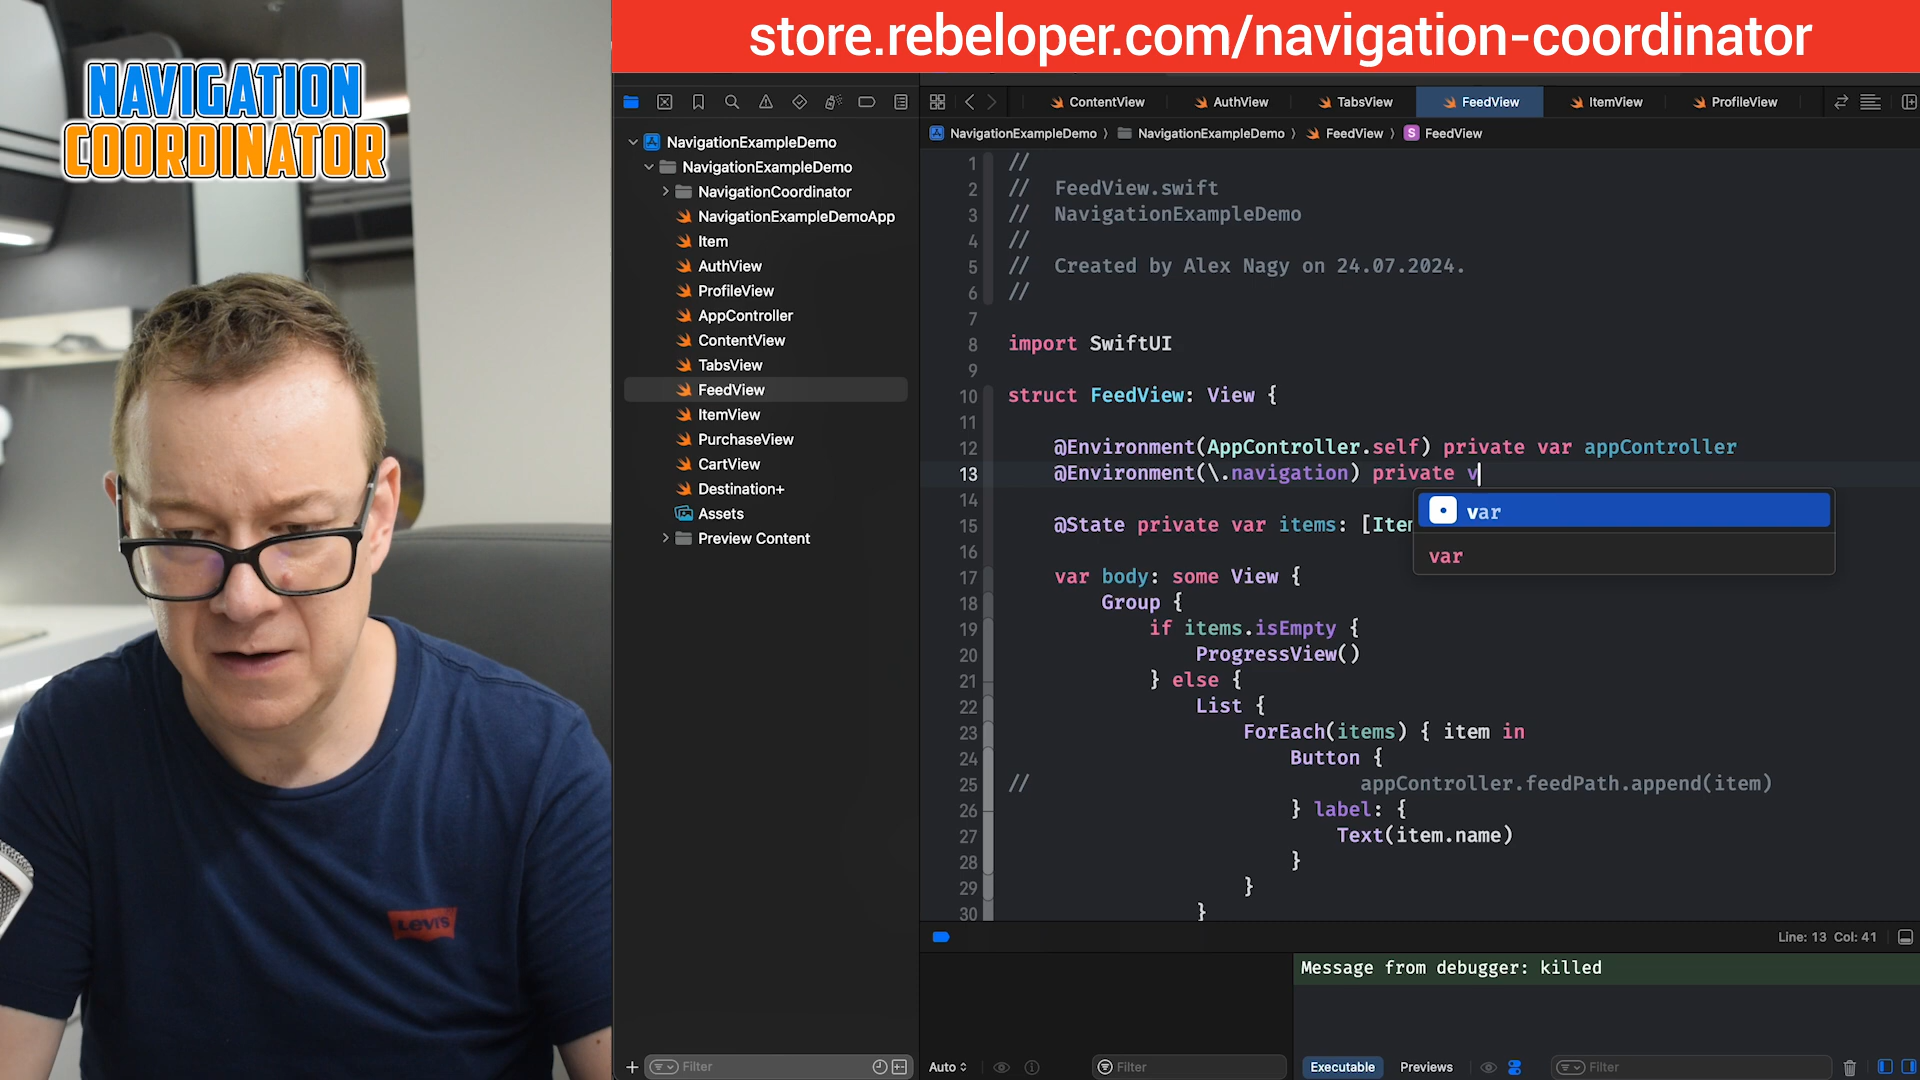 store.rebeloper.com/navigation-coordinator
NAVIGATION
COORDINATOR
Levi's
NavigationExampleDemo
NavigationExampleDemo
NavigationCoordinator
NavigationExampleDemoApp
Item
AuthView
ProfileView
AppController
ContentView
TabsView
FeedView
ItemView
PurchaseView
CartView
Destination+
Assets
Preview Content
Filter
ContentView AuthView TabsView FeedView ItemView ProfileView
NavigationExampleDemo NavigationExampleDemo FeedView S FeedView
1 //
2 // FeedView.swift
3 // NavigationExampleDemo
4 //
5 // Created by Alex Nagy on 24.07.2024.
6 //
7
8 import SwiftUI
9
10 struct FeedView: View {
11
12 @Environment(AppController.self) private var appController
13 @Environment(\.navigation) private v
var
var
14
15 @State private var items: [Item
16
17 var body: some View {
18 Group {
19 if items.isEmpty {
20 ProgressView()
21 } else {
22 List {
23 ForEach(items) { item in
24 Button {
25 // appController.feedPath.append(item)
26 } label: {
27 Text(item.name)
28 }
29 }
30 }
Line: 13 Col: 41
Message from debugger: killed
Auto Filter Executable Previews Filter